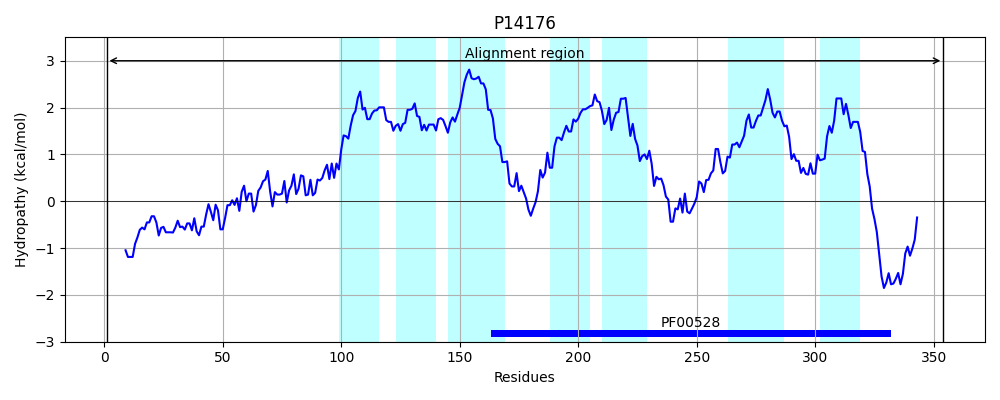 P14176
Alignment region
Hydropathy (kcal/mol)
3
2
1
0
−1
−2
−3
PF00528
0 50 100 150 200 250 300 350
Residues